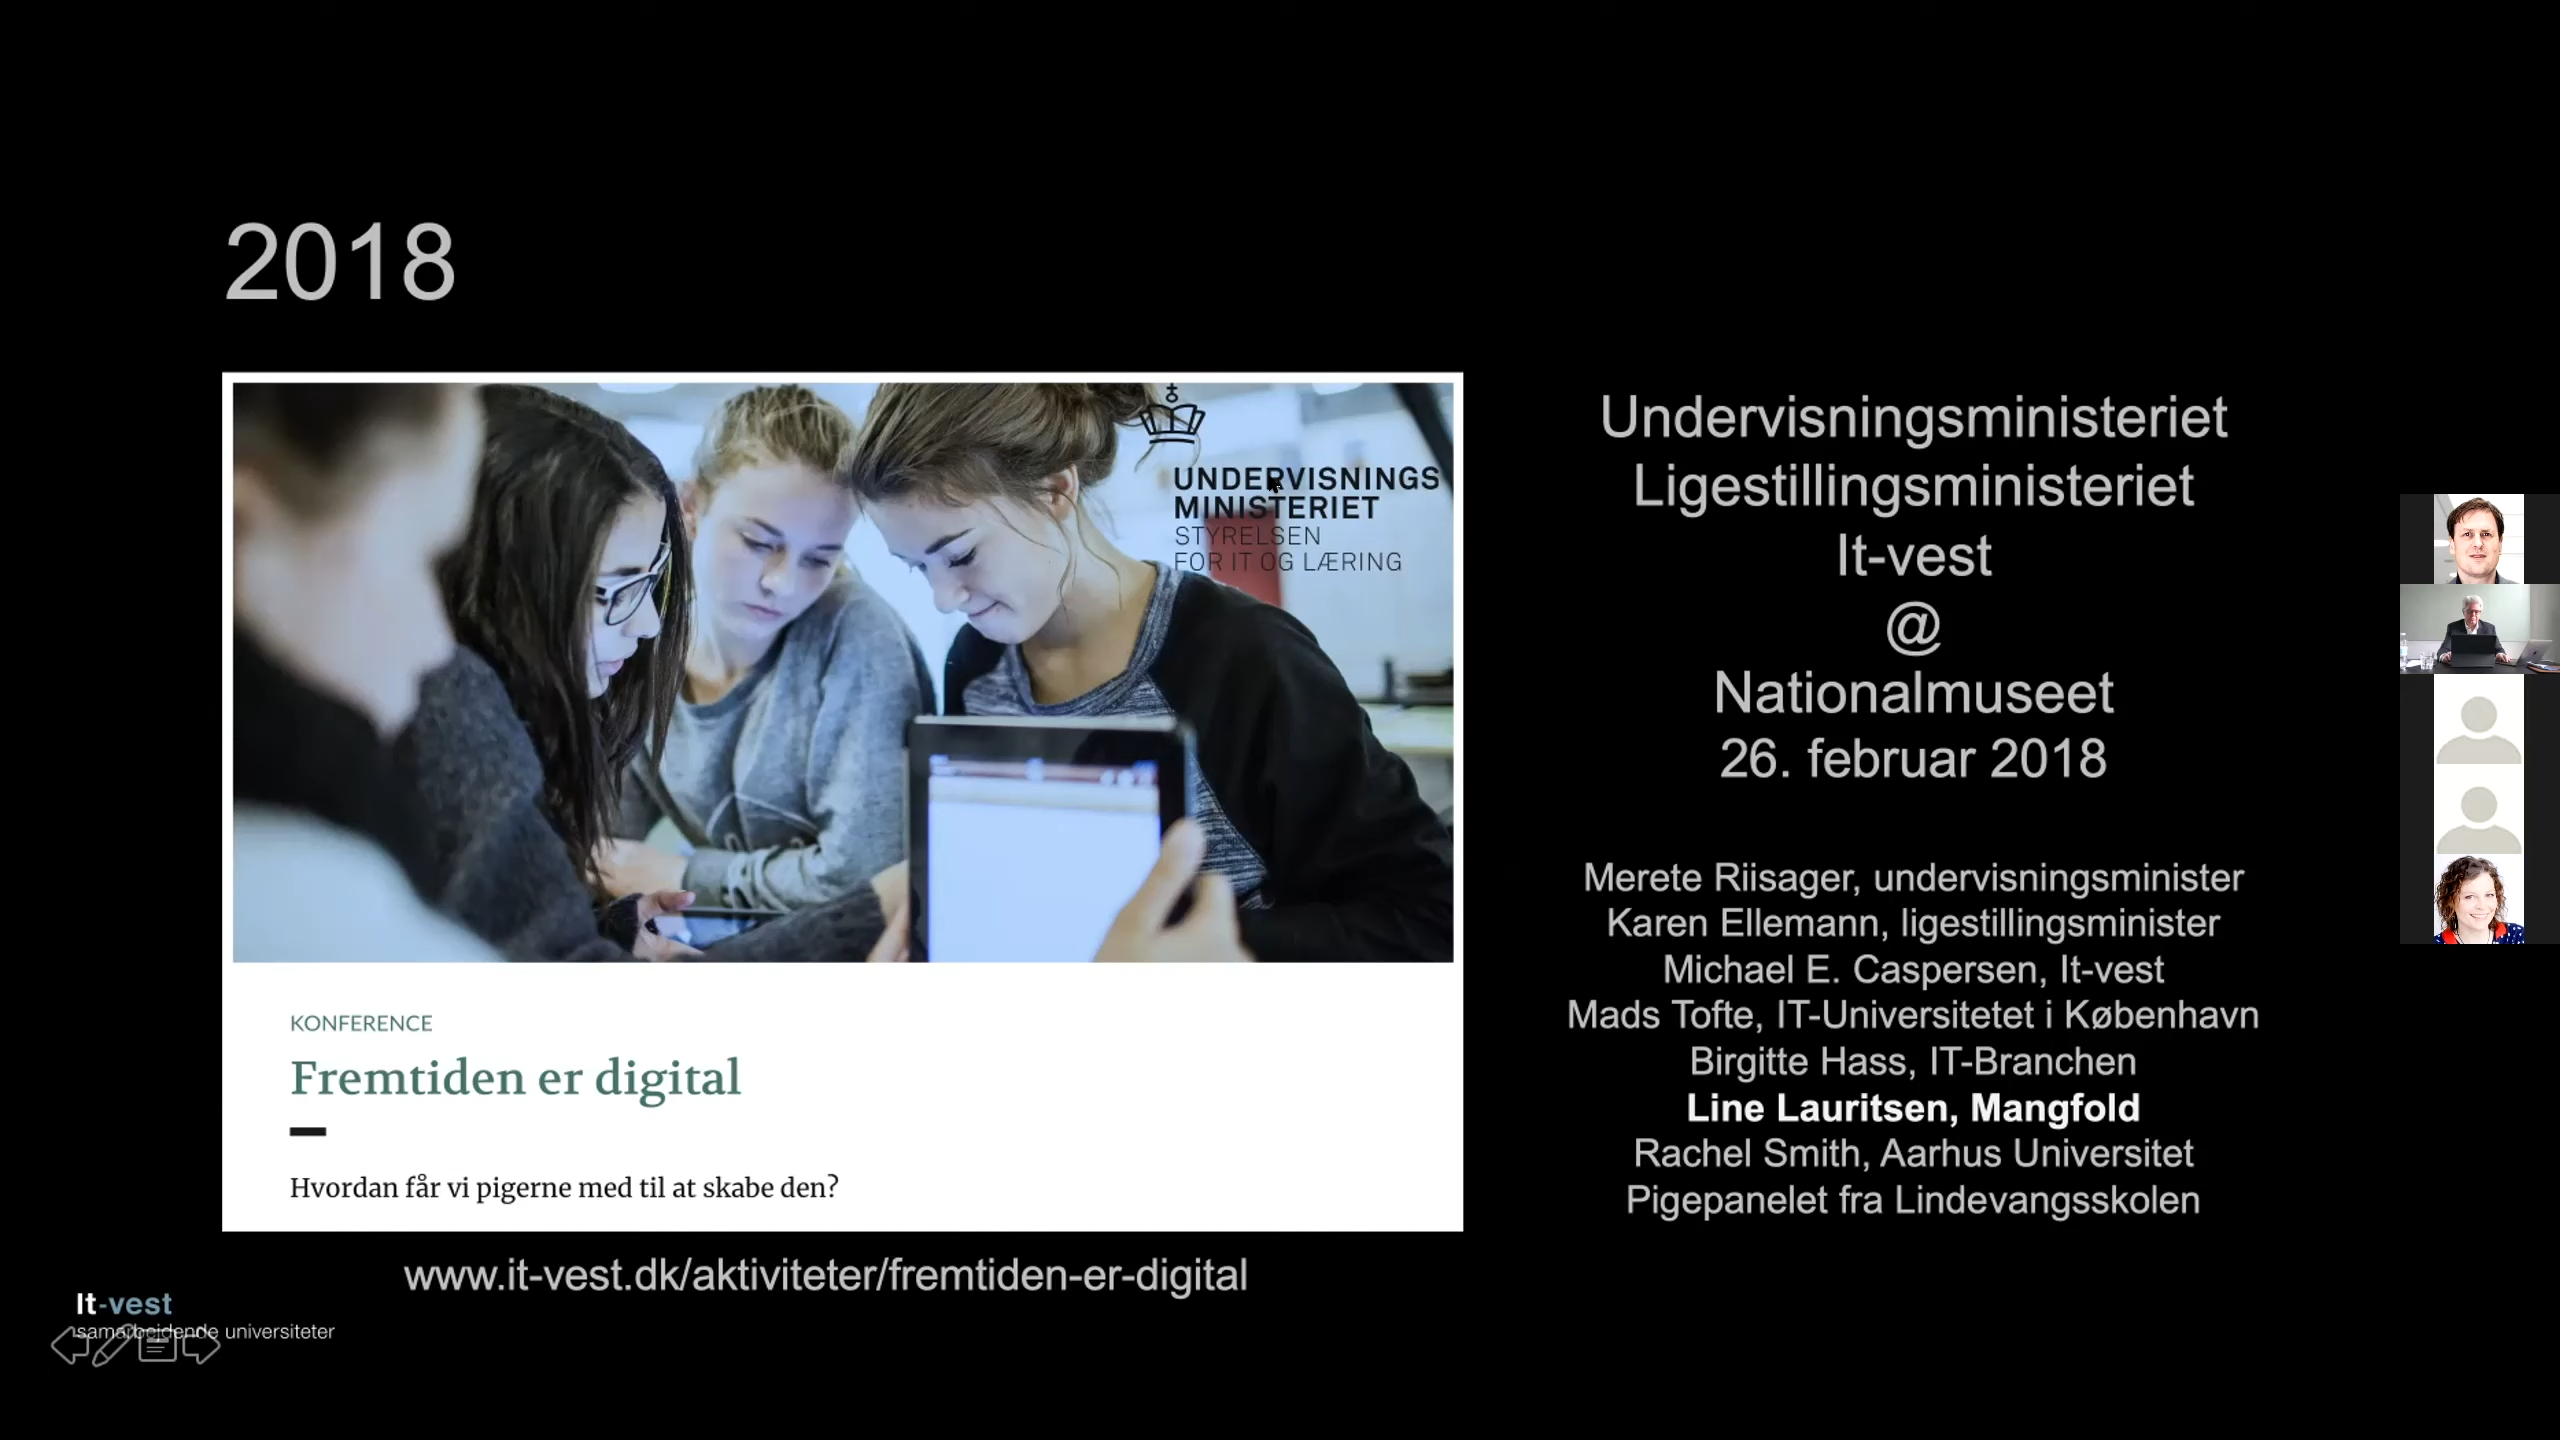 2018
UNDERVISNINGS
MINISTERIET
STYRELSEN
FOR IT OG LÆRING
KONFERENCE
Fremtiden er digital
Hvordan får vi pigerne med til at skabe den?
www.it-vest.dk/aktiviteter/fremtiden-er-digital
Undervisningsministeriet
Ligestillingsministeriet
It-vest
@
Nationalmuseet
26. februar 2018
Merete Riisager, undervisningsminister
Karen Ellemann, ligestillingsminister
Michael E. Caspersen, It-vest
Mads Tofte, IT-Universitetet i København
Birgitte Hass, IT-Branchen
Line Lauritsen, Mangfold
Rachel Smith, Aarhus Universitet
Pigepanelet fra Lindevangsskolen
It-vest
samarbejdende universiteter